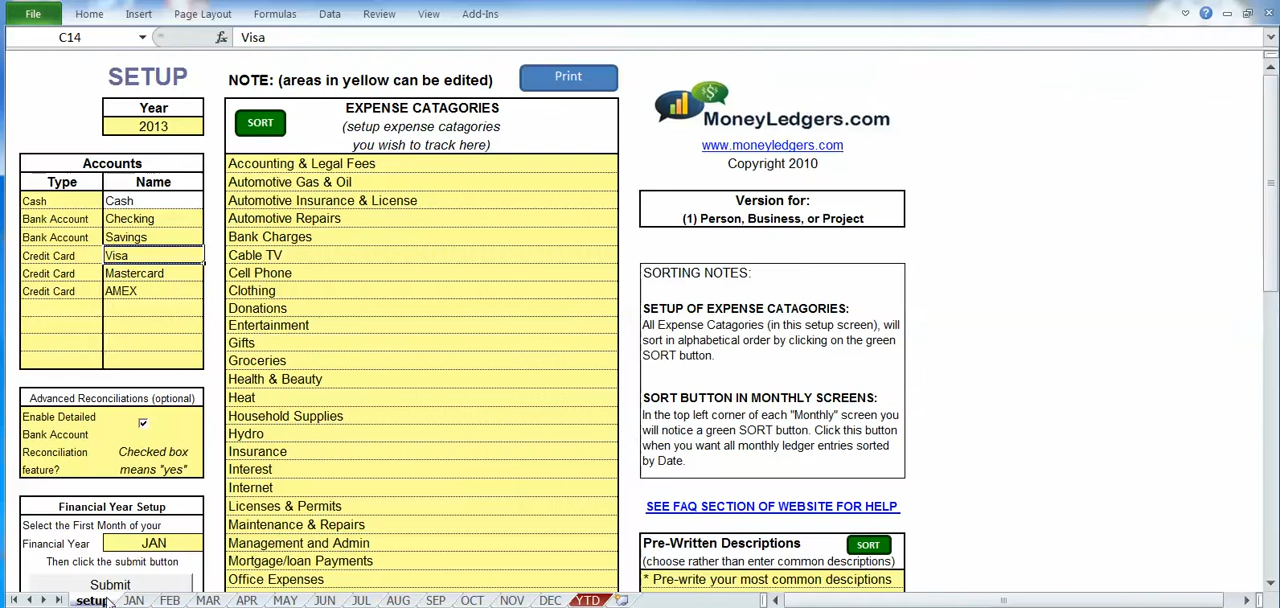 File Home Insert Page Layout Formulas Data Review View Add-Ins
C14 fx Visa
SETUP
NOTE: (areas in yellow can be edited)
Print
Year
2013
Accounts
Type Name
Cash Cash
Bank Account Checking
Bank Account Savings
Credit Card Visa
Credit Card Mastercard
Credit Card AMEX
Advanced Reconciliations (optional)
Enable Detailed
Bank Account
Reconciliation Checked box
feature? means "yes"
Financial Year Setup
Select the First Month of your
Financial Year JAN
Then click the submit button
Submit
SORT
EXPENSE CATAGORIES
(setup expense catagories
you wish to track here)
Accounting & Legal Fees
Automotive Gas & Oil
Automotive Insurance & License
Automotive Repairs
Bank Charges
Cable TV
Cell Phone
Clothing
Donations
Entertainment
Gifts
Groceries
Health & Beauty
Heat
Household Supplies
Hydro
Insurance
Interest
Internet
Licenses & Permits
Maintenance & Repairs
Management and Admin
Mortgage/loan Payments
Office Expenses
MoneyLedgers.com
www.moneyledgers.com
Copyright 2010
Version for:
(1) Person, Business, or Project
SORTING NOTES:
SETUP OF EXPENSE CATAGORIES:
All Expense Catagories (in this setup screen), will
sort in alphabetical order by clicking on the green
SORT button.
SORT BUTTON IN MONTHLY SCREENS:
In the top left corner of each "Monthly" screen you
will notice a green SORT button. Click this button
when you want all monthly ledger entries sorted
by Date.
SEE FAQ SECTION OF WEBSITE FOR HELP
Pre-Written Descriptions SORT
(choose rather than enter common descriptions)
* Pre-write your most common desciptions
setup JAN FEB MAR APR MAY JUN JUL AUG SEP OCT NOV DEC YTD